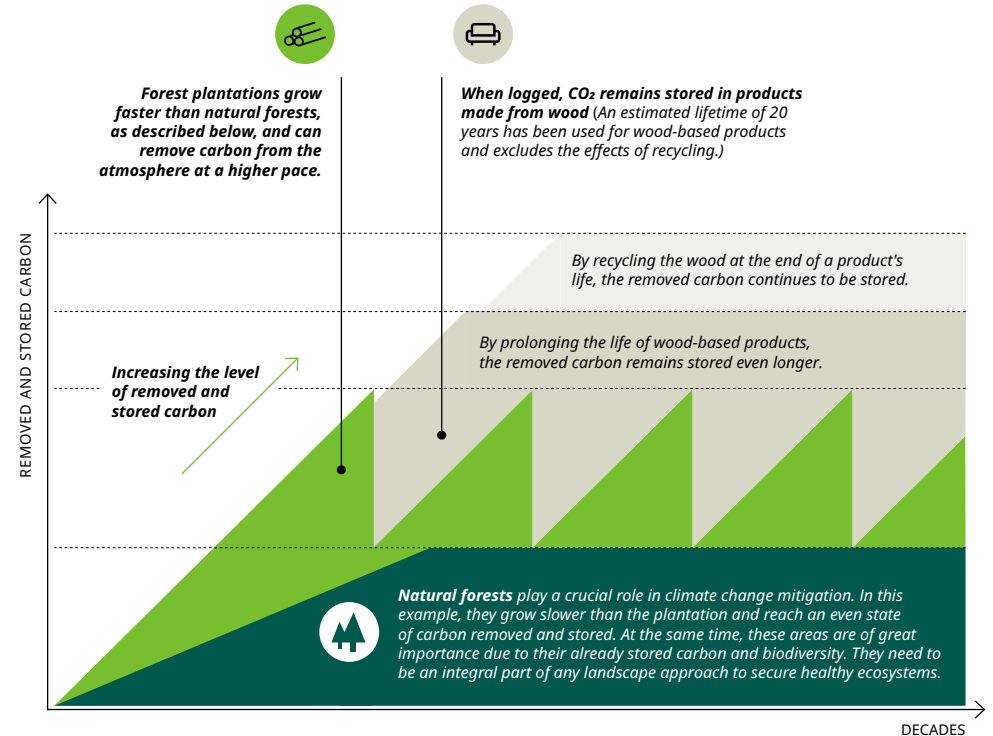 Forest plantations grow
faster than natural forests,
as described below, and can
remove carbon from the
atmosphere at a higher pace.
When logged, CO₂ remains stored in products
made from wood (An estimated lifetime of 20
years has been used for wood-based products
and excludes the effects of recycling.)
REMOVED AND STORED CARBON
By recycling the wood at the end of a product's
life, the removed carbon continues to be stored.
By prolonging the life of wood-based products,
the removed carbon remains stored even longer.
Increasing the level
of removed and
stored carbon
Natural forests play a crucial role in climate change mitigation. In this
example, they grow slower than the plantation and reach an even state
of carbon removed and stored. At the same time, these areas are of great
importance due to their already stored carbon and biodiversity. They need to
be an integral part of any landscape approach to secure healthy ecosystems.
DECADES